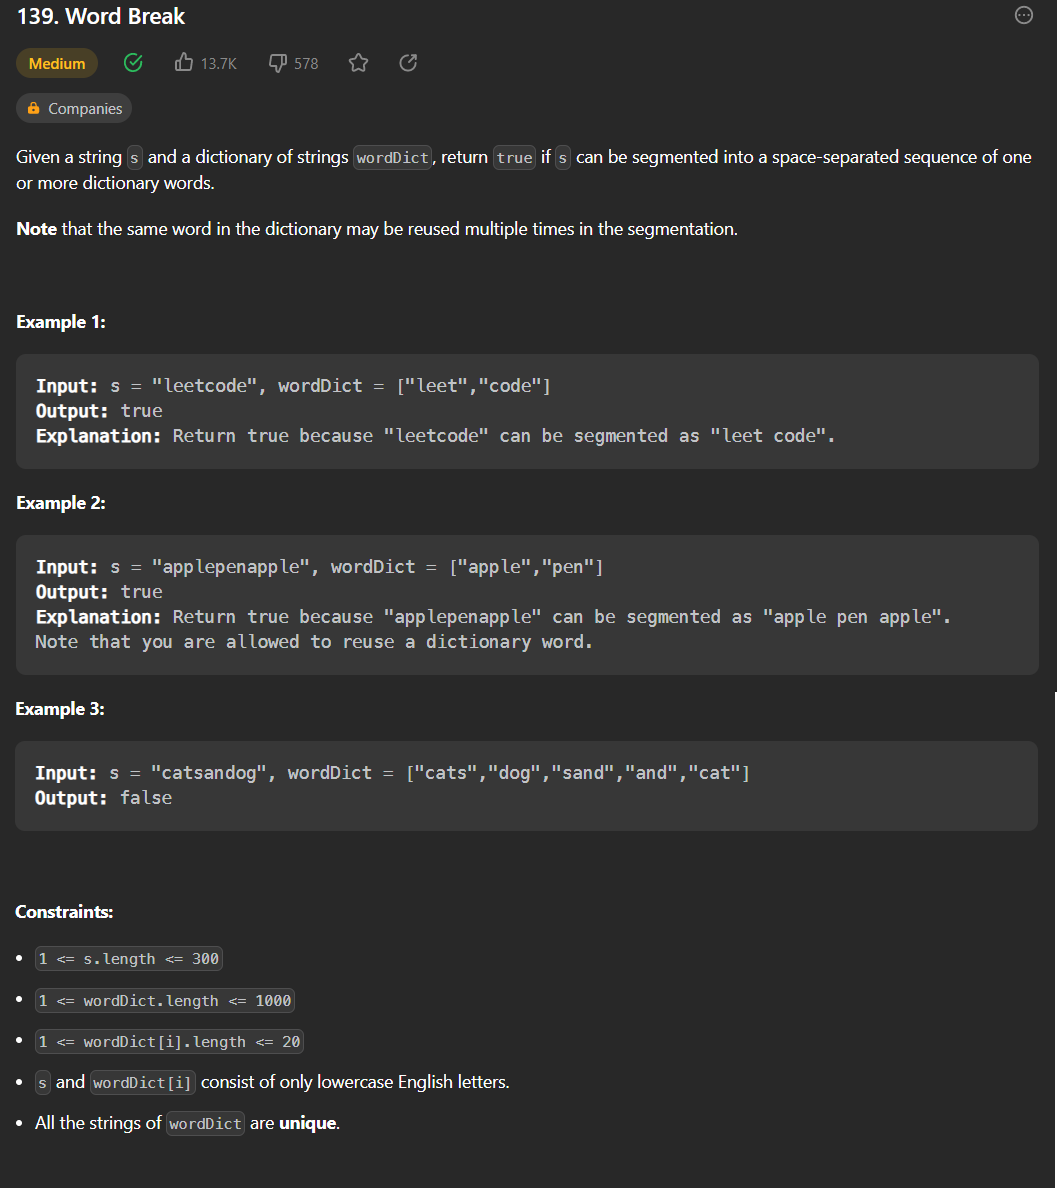 139. Word Break
Medium 13.7K 578
Companies
Given a string s and a dictionary of strings wordDict, return true if s can be segmented into a space-separated sequence of one
or more dictionary words.
Note that the same word in the dictionary may be reused multiple times in the segmentation.
Example 1:
Input: s = "leetcode", wordDict = ["leet","code"]
Output: true
Explanation: Return true because "leetcode" can be segmented as "leet code".
Example 2:
Input: s = "applepenapple", wordDict = ["apple","pen"]
Output: true
Explanation: Return true because "applepenapple" can be segmented as "apple pen apple".
Note that you are allowed to reuse a dictionary word.
Example 3:
Input: s = "catsandog", wordDict = ["cats","dog","sand","and","cat"]
Output: false
Constraints:
• 1 <= s.length <= 300
• 1 <= wordDict.length <= 1000
• 1 <= wordDict[i].length <= 20
• s and wordDict[i] consist of only lowercase English letters.
• All the strings of wordDict are unique.